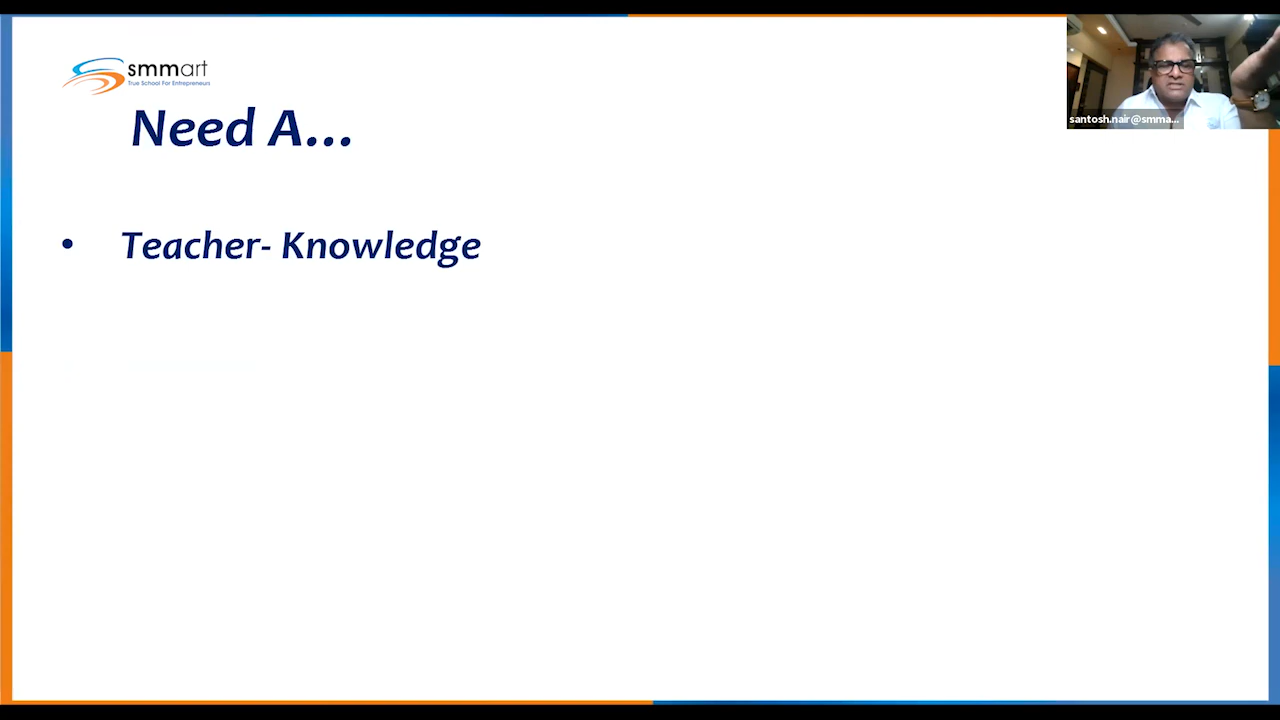 smmart
True School For Entrepreneurs
santosh.nair@smma...
Need A...
• Teacher- Knowledge